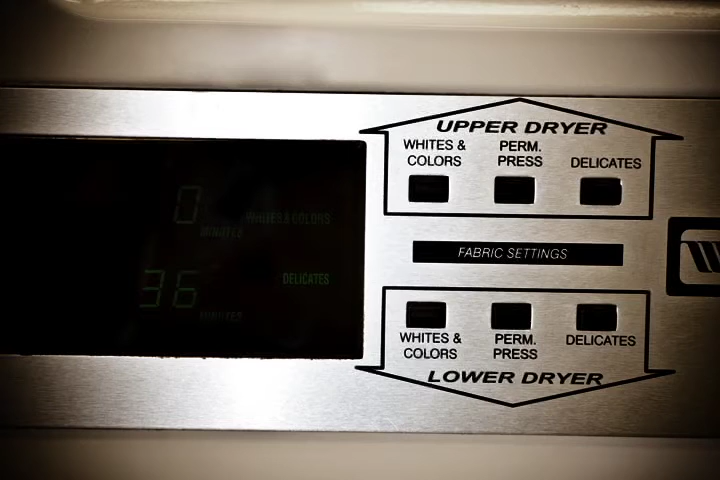 UPPER DRYER
WHITES &
COLORS
PERM.
PRESS
DELICATES
0
WHITES & COLORS
MINUTES
FABRIC SETTINGS
36
DELICATES
MINUTES
WHITES &
COLORS
PERM.
PRESS
DELICATES
LOWER DRYER